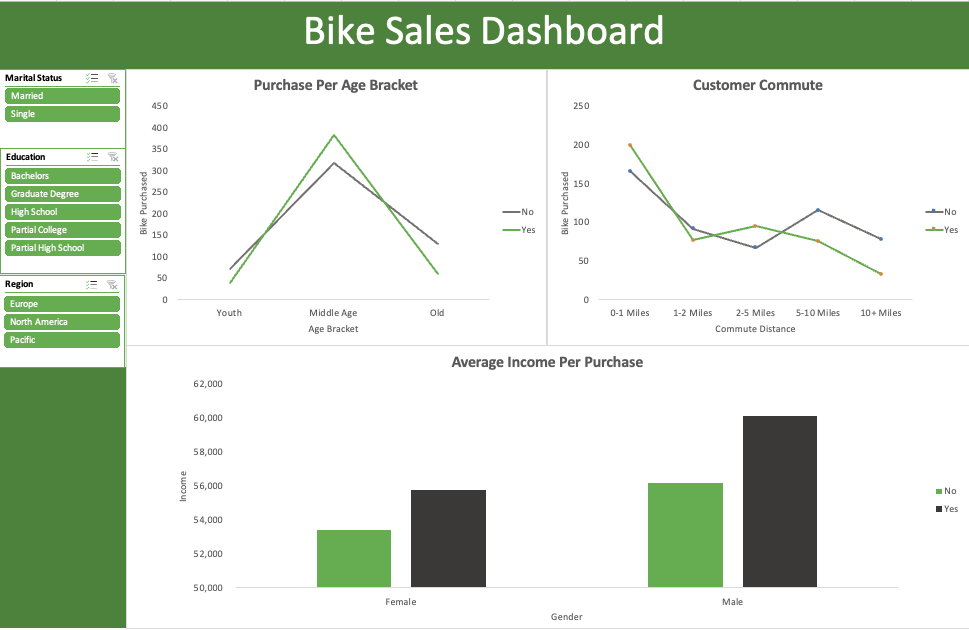 Bike Sales Dashboard
Marital Status
Married
Single
Education
Bachelors
Graduate Degree
High School
Partial College
Partial High School
Region
Europe
North America
Pacific
Purchase Per Age Bracket
Bike Purchased
450
400
350
300
250
200
150
100
50
0
Youth Middle Age Old
Age Bracket
No
Yes
Customer Commute
Bike Purchased
250
200
150
100
50
0
0-1 Miles 1-2 Miles 2-5 Miles 5-10 Miles 10+ Miles
Commute Distance
No
Yes
Average Income Per Purchase
Income
62,000
60,000
58,000
56,000
54,000
52,000
50,000
Female Male
Gender
No
Yes